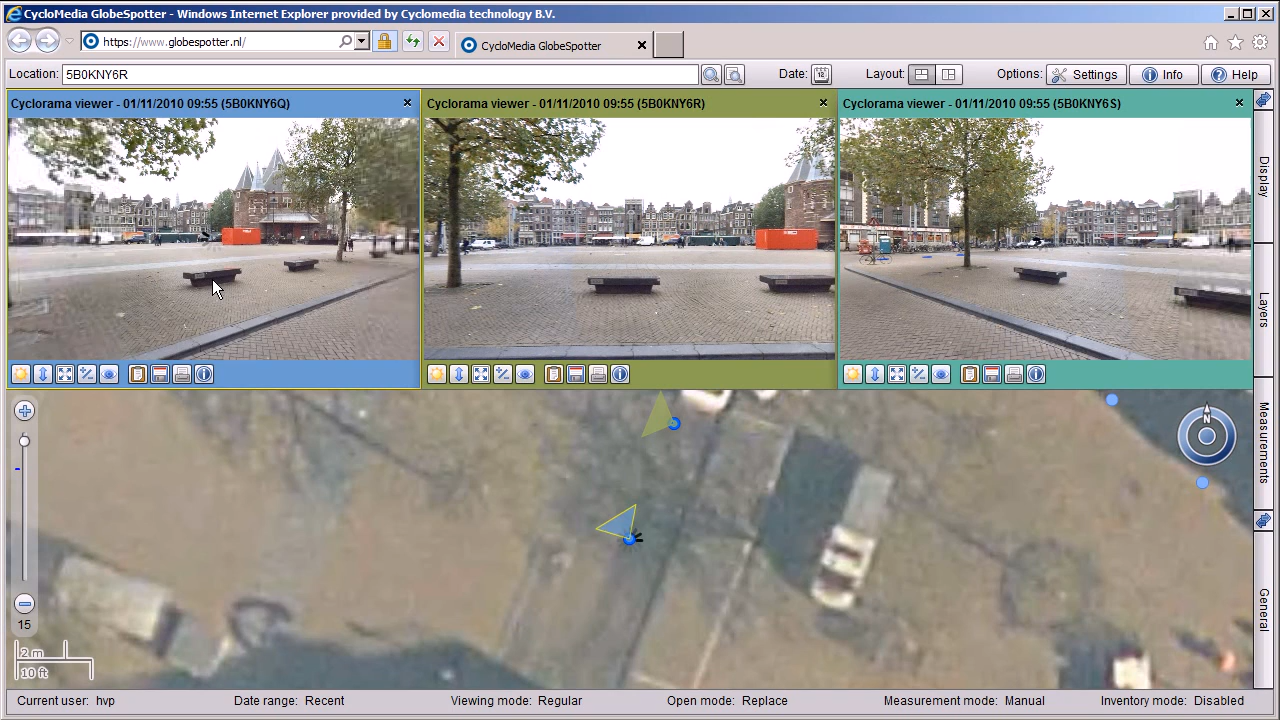 CycloMedia GlobeSpotter - Windows Internet Explorer provided by Cyclomedia technology B.V.
https://www.globespotter.nl/
CycloMedia GlobeSpotter
Location: 5B0KNY6R
Date: 12
Layout:
Options: Settings Info Help
Cyclorama viewer - 01/11/2010 09:55 (5B0KNY6Q)
Cyclorama viewer - 01/11/2010 09:55 (5B0KNY6R)
Cyclorama viewer - 01/11/2010 09:55 (5B0KNY6S)
Display
Layers
Measurements
General
N
15
2 m
10 ft
Current user: hvp
Date range: Recent
Viewing mode: Regular
Open mode: Replace
Measurement mode: Manual
Inventory mode: Disabled